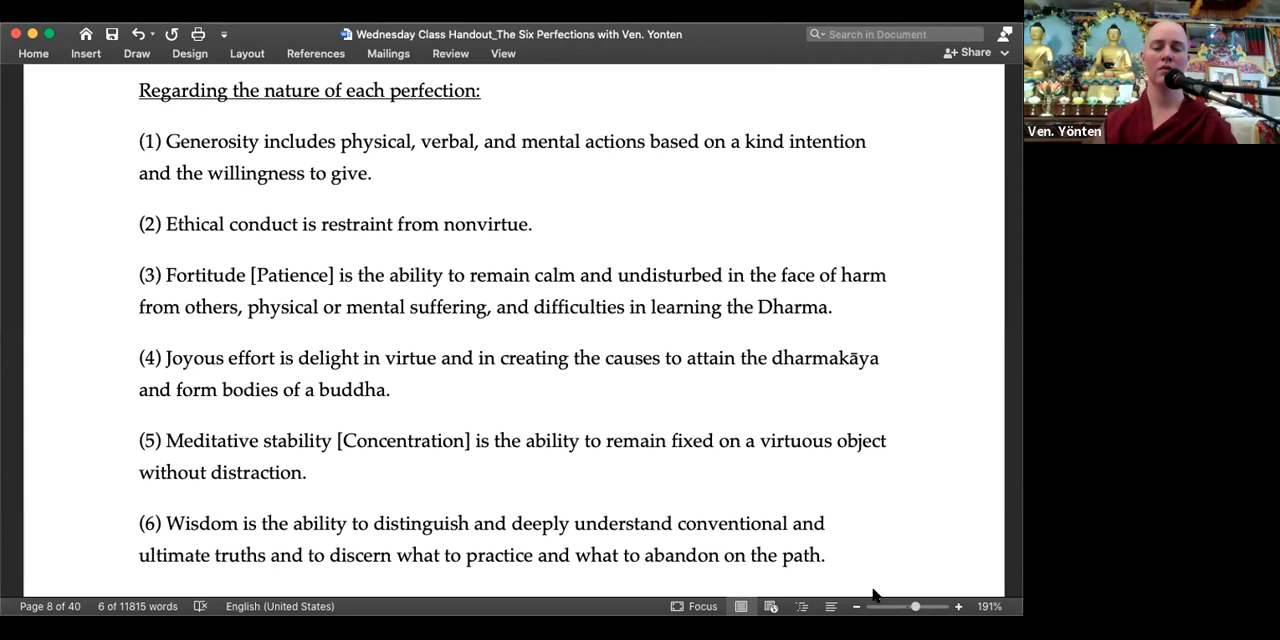 Wednesday Class Handout_The Six Perfections with Ven. Yonten
Search in Document
Home Insert Draw Design Layout References Mailings Review View
Share
Regarding the nature of each perfection:
(1) Generosity includes physical, verbal, and mental actions based on a kind intention
and the willingness to give.
(2) Ethical conduct is restraint from nonvirtue.
(3) Fortitude [Patience] is the ability to remain calm and undisturbed in the face of harm
from others, physical or mental suffering, and difficulties in learning the Dharma.
(4) Joyous effort is delight in virtue and in creating the causes to attain the dharmakāya
and form bodies of a buddha.
(5) Meditative stability [Concentration] is the ability to remain fixed on a virtuous object
without distraction.
(6) Wisdom is the ability to distinguish and deeply understand conventional and
ultimate truths and to discern what to practice and what to abandon on the path.
Page 8 of 40 6 of 11815 words English (United States) Focus 191%
Ven. Yönten